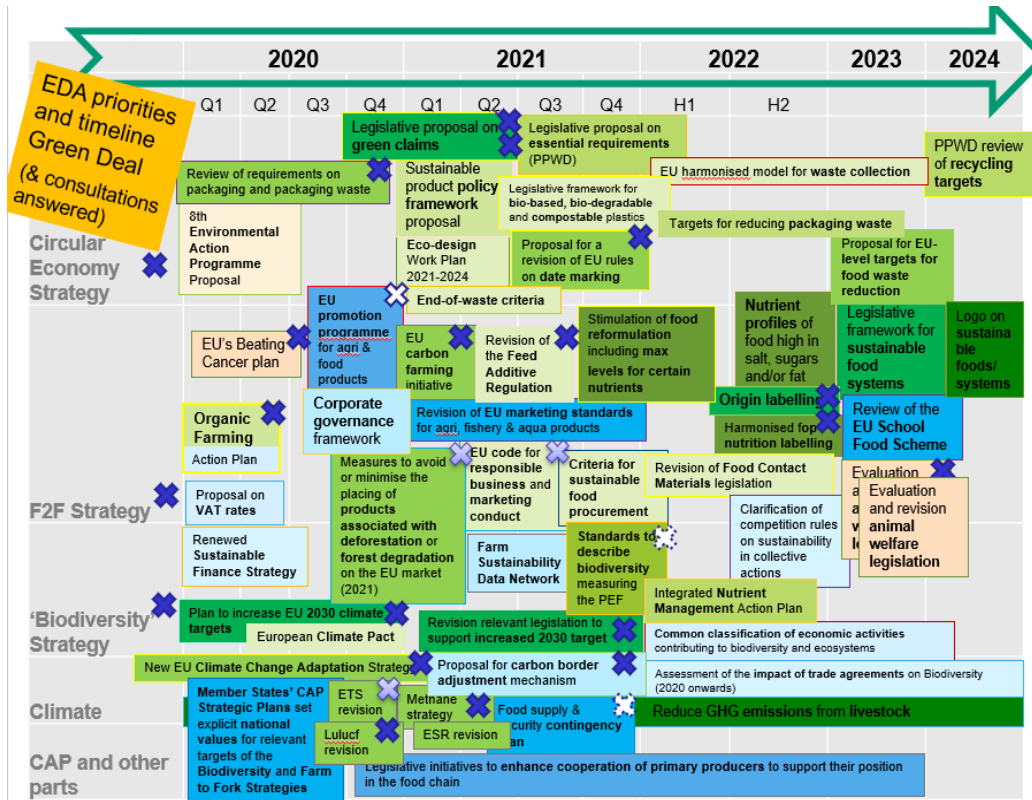 2020
2021
2022
2023
2024
EDA priorities
and timeline
Green Deal
(& consultations
answered)
Q1
Q2
Q3
Q4
Q1
Q2
Q3
Q4
H1
H2
Legislative proposal on
green claims
Legislative proposal on
essential requirements
(PPWD)
PPWD review
of recycling
targets
Review of requirements on
packaging and packaging waste
Sustainable
product policy
framework
proposal
EU harmonised model for waste collection
Legislative framework for
bio-based, bio-degradable
and compostable plastics
8th
Environmental
Action
Programme
Proposal
Targets for reducing packaging waste
Circular
Economy
Strategy
Eco-design
Work Plan
2021-2024
Proposal for a
revision of EU rules
on date marking
Proposal for EU-
level targets for
food waste
reduction
EU
promotion
programme
for agri &
food
products
End-of-waste criteria
Nutrient
profiles of
food high in
salt, sugars
and/or fat
Legislative
framework for
sustainable
food
systems
Logo on
sustaina
ble
foods/
systems
EU's Beating
Cancer plan
EU
carbon
farming
initiative
Revision of
the Feed
Additive
Regulation
Stimulation of food
reformulation
including max
levels for certain
nutrients
Origin labelling
Organic
Farming
Action Plan
Corporate
governance
framework
Revision of EU marketing standards
for agri, fishery & aqua products
Harmonised fop
nutrition labelling
Review of the
EU School
Food Scheme
F2F Strategy
Proposal on
VAT rates
Measures to avoid
or minimise the
placing of
products
associated with
deforestation or
forest degradation
on the EU market
(2021)
EU code for
responsible
business and
marketing
conduct
Criteria for
sustainable
food
procurement
Revision of Food Contact
Materials legislation
Evaluation
Evaluation
and revision
animal
welfare
legislation
Renewed
Sustainable
Finance Strategy
Farm
Sustainability
Data Network
Standards to
describe
biodiversity
measuring
the PEF
Clarification of
competition rules
on sustainability
in collective
actions
'Biodiversity'
Strategy
Plan to increase EU 2030 climate
targets
European Climate Pact
Revision relevant legislation to
support increased 2030 target
Integrated Nutrient
Management Action Plan
Common classification of economic activities
contributing to biodiversity and ecosystems
New EU Climate Change Adaptation Strategy
Proposal for carbon border
adjustment mechanism
Assessment of the impact of trade agreements on Biodiversity
(2020 onwards)
Climate
Member States' CAP
Strategic Plans set
explicit national
values for relevant
targets of the
Biodiversity and Farm
to Fork Strategies
ETS
revision
Metnane
strategy
Food supply &
security contingency
plan
Reduce GHG emissions from livestock
Lulucf
revision
ESR revision
CAP and other
parts
Legislative initiatives to enhance cooperation of primary producers to support their position
in the food chain